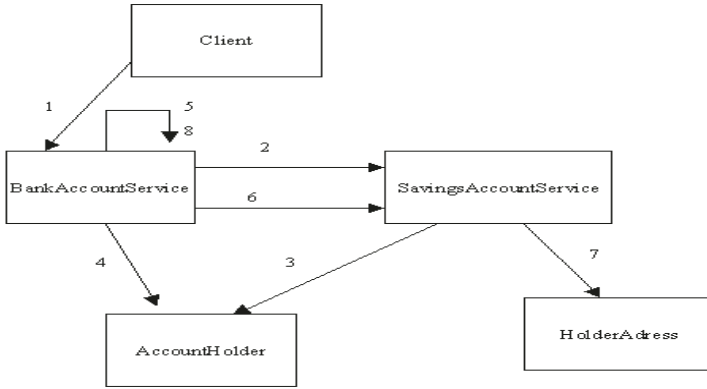 Client
1
5
8
2
BankAccountService
SavingsAccountService
6
4
3
7
HolderAdress
AccountHolder